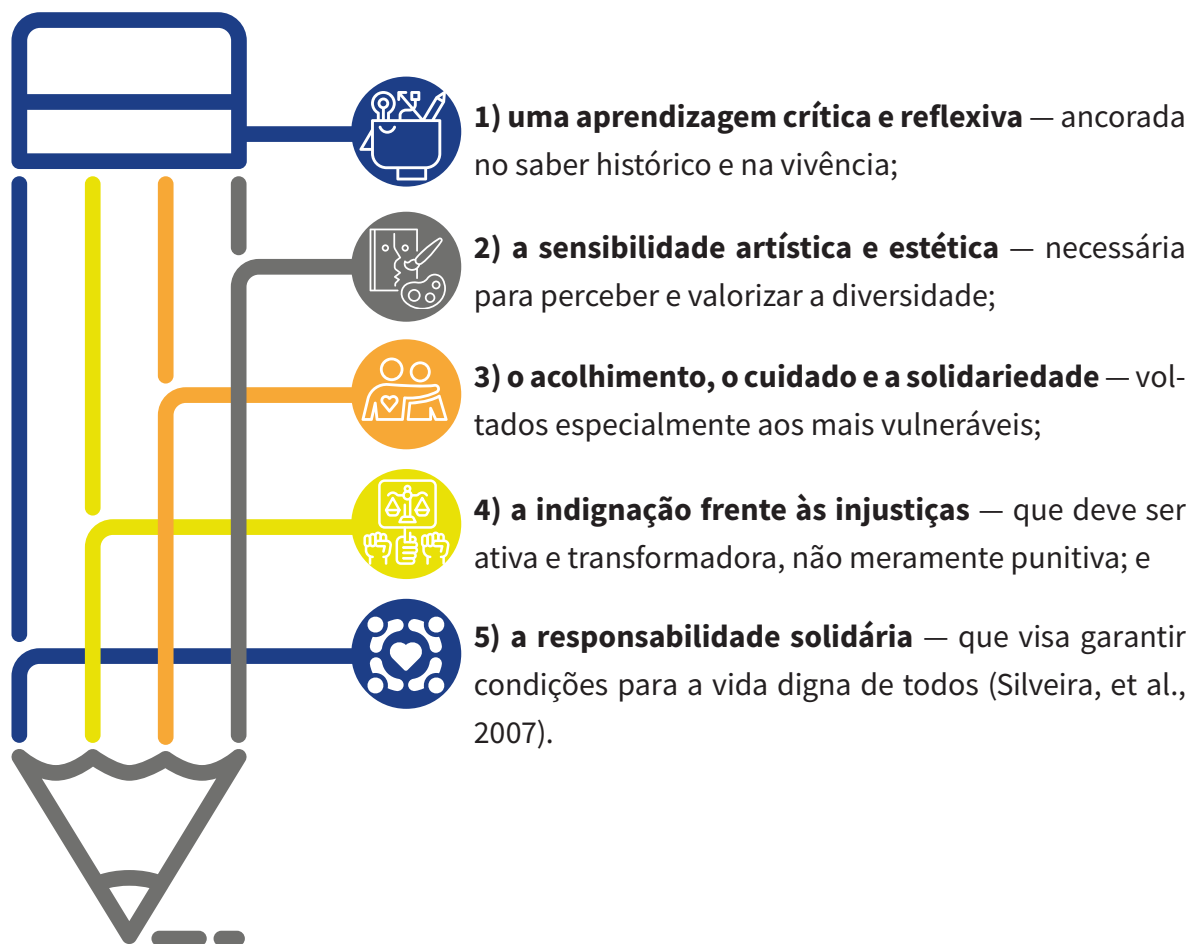 1) uma aprendizagem crítica e reflexiva — ancorada
no saber histórico e na vivência;
2) a sensibilidade artística e estética — necessária
para perceber e valorizar a diversidade;
3) o acolhimento, o cuidado e a solidariedade — vol-
tados especialmente aos mais vulneráveis;
4) a indignação frente às injustiças — que deve ser
ativa e transformadora, não meramente punitiva; e
5) a responsabilidade solidária — que visa garantir
condições para a vida digna de todos (Silveira, et al.,
2007).